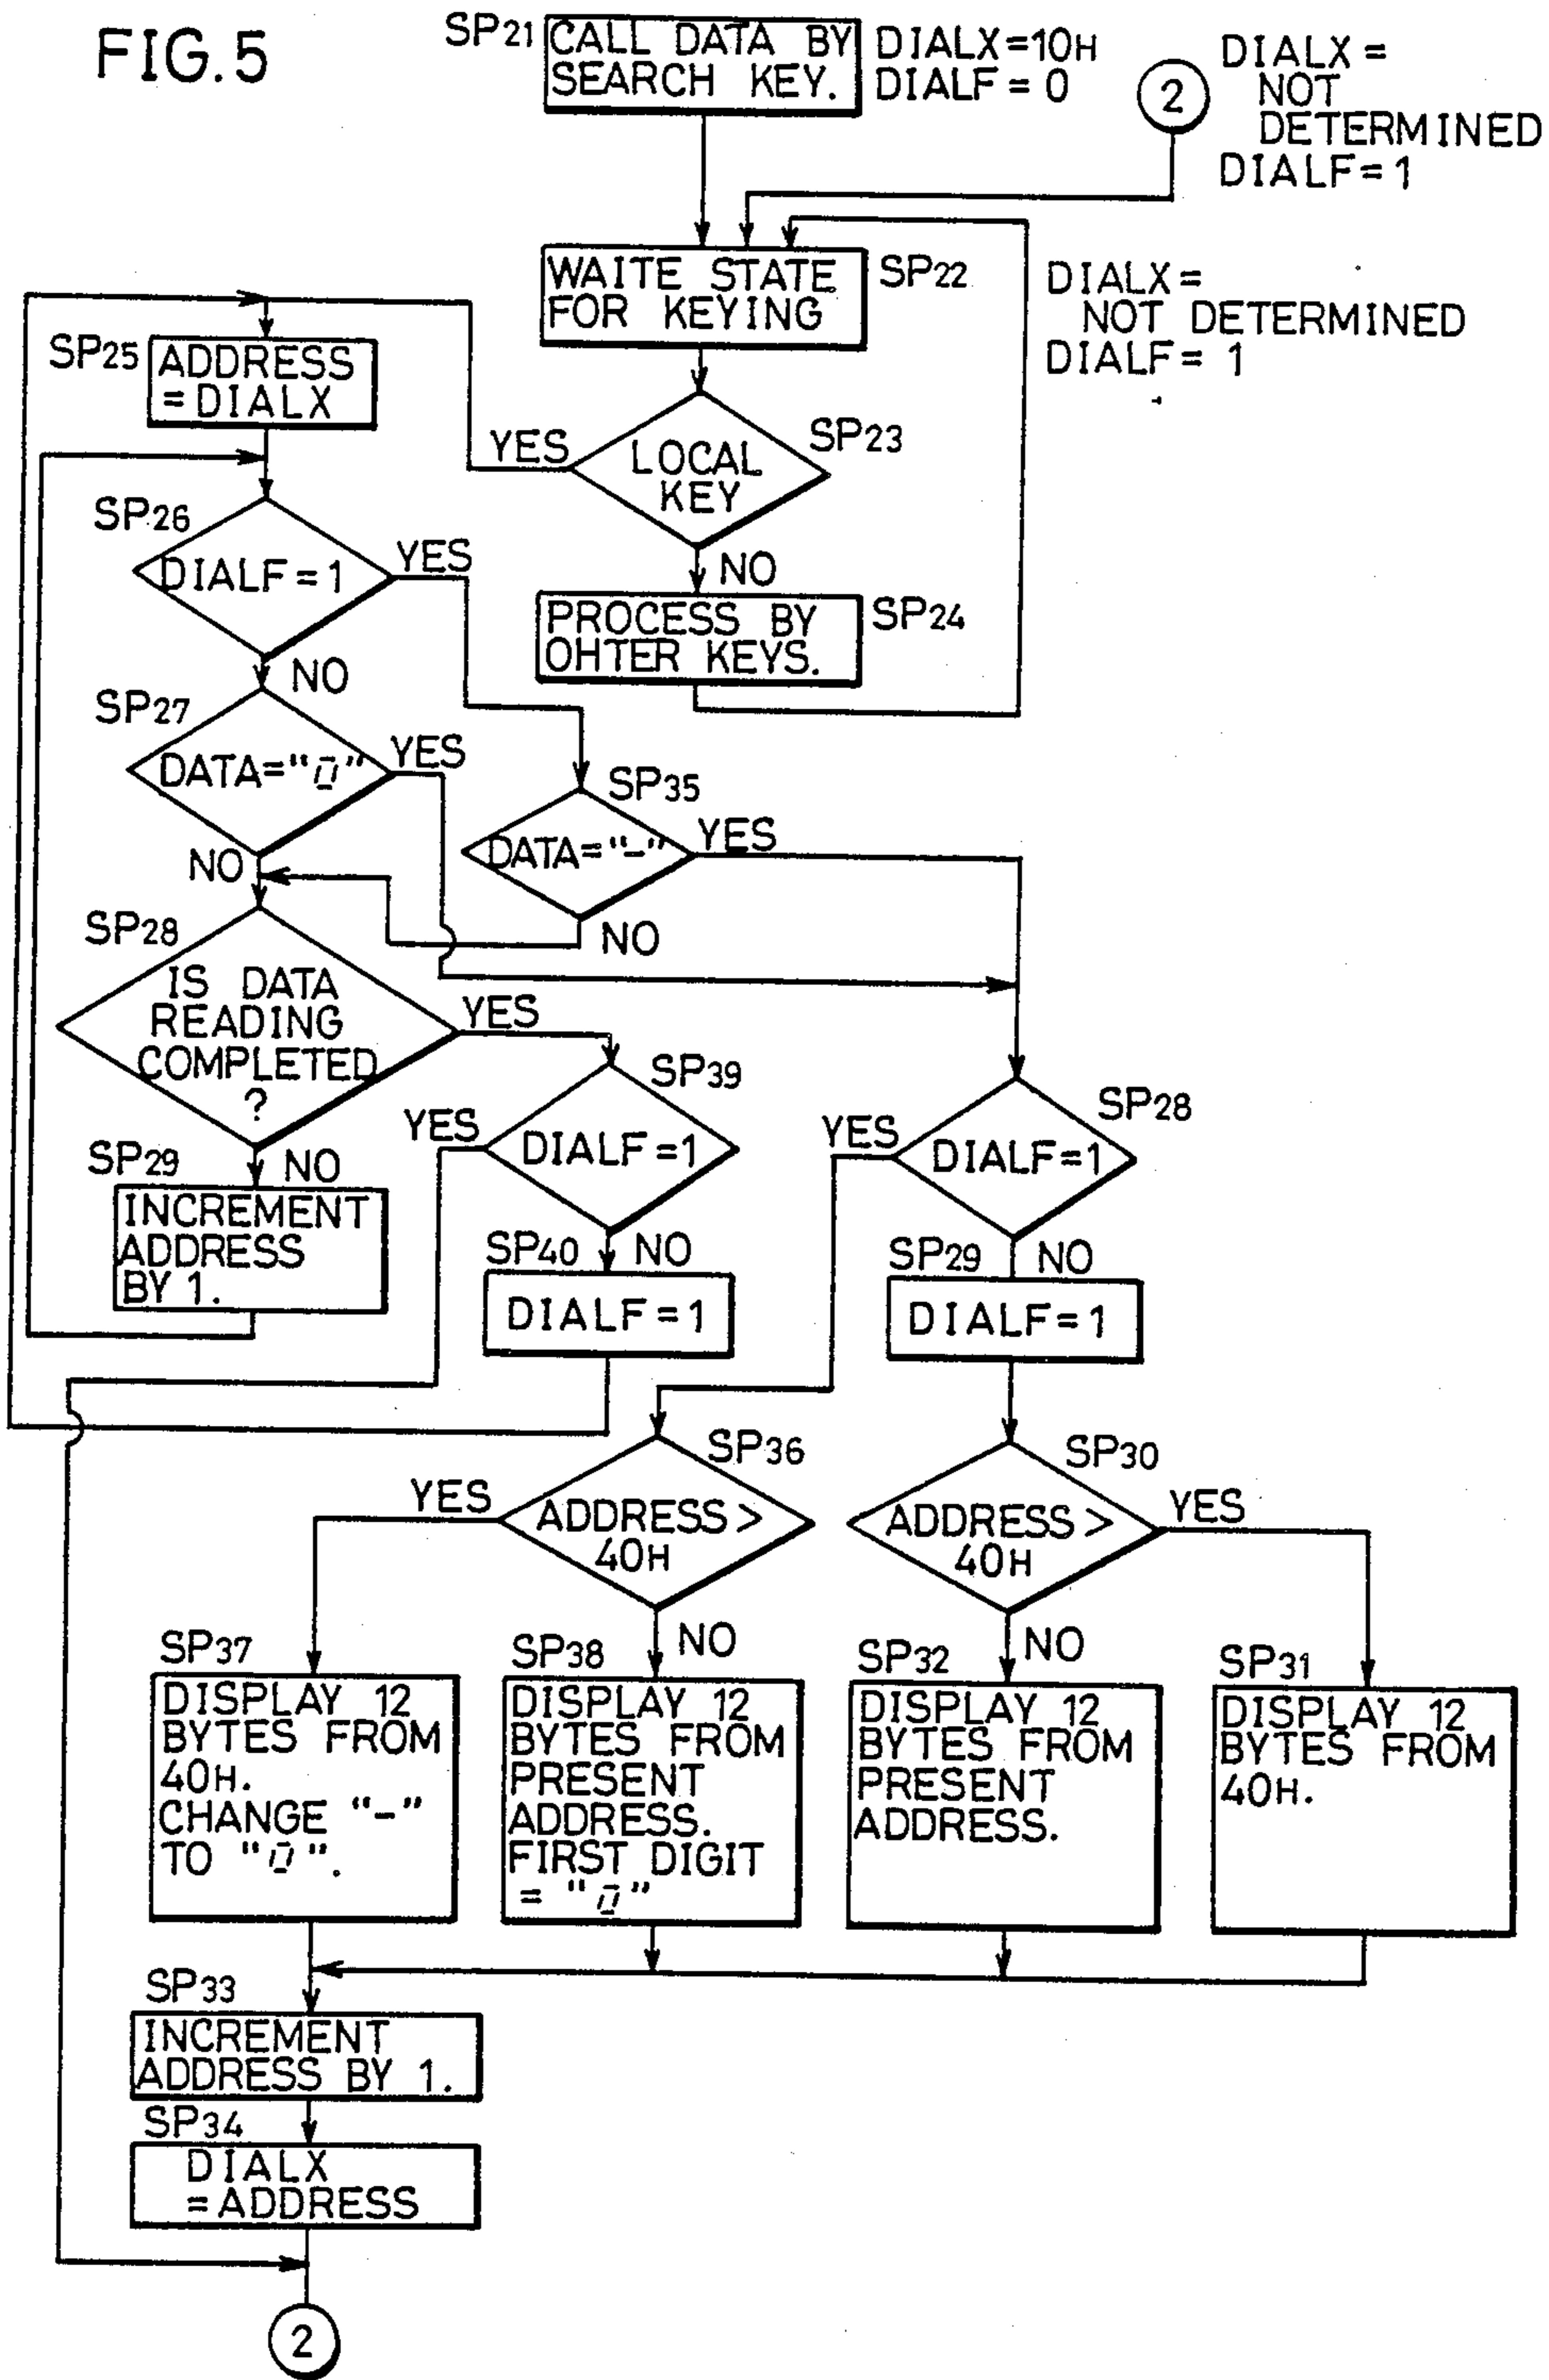 FIG.5
SP21
CALL DATA BY
SEARCH KEY.
DIALX=10H
DIALF=0
2
DIALX=
NOT
DETERMINED
DIALF=1
WAITE STATE
FOR KEYING
SP22
DIALX=
NOT DETERMINED
DIALF=1
SP25
ADDRESS
=DIALX
YES
LOCAL
KEY
SP23
SP26
DIALF=1
YES
NO
NO
PROCESS BY
OHTER KEYS.
SP24
SP27
DATA=" "
YES
NO
SP35
DATA="-"
YES
NO
SP28
IS DATA
READING
COMPLETED
?
YES
NO
SP39
DIALF=1
YES
NO
SP28
DIALF=1
YES
NO
SP29
INCREMENT
ADDRESS
BY 1.
SP40
DIALF=1
SP29
DIALF=1
SP36
ADDRESS>
40H
YES
NO
SP30
ADDRESS>
40H
YES
NO
SP37
DISPLAY 12
BYTES FROM
40H.
CHANGE "-"
TO " ".
SP38
DISPLAY 12
BYTES FROM
PRESENT
ADDRESS.
FIRST DIGIT
= " "
SP32
DISPLAY 12
BYTES FROM
PRESENT
ADDRESS.
SP31
DISPLAY 12
BYTES FROM
40H.
SP33
INCREMENT
ADDRESS BY 1.
SP34
DIALX
=ADDRESS
2